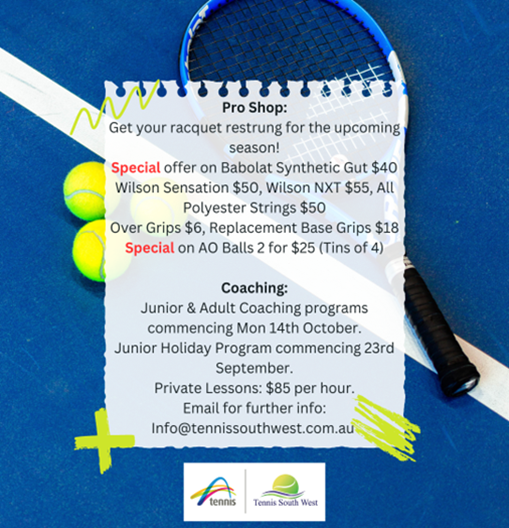 Pro Shop:
Get your racquet restrung for the upcoming
season!
Special offer on Babolat Synthetic Gut $40
Wilson Sensation $50, Wilson NXT $55, All
Polyester Strings $50
Over Grips $6, Replacement Base Grips $18
Special on AO Balls 2 for $25 (Tins of 4)
Coaching:
Junior & Adult Coaching programs
commencing Mon 14th October.
Junior Holiday Program commencing 23rd
September.
Private Lessons: $85 per hour.
Email for further info:
Info@tennissouthwest.com.au
tennis
Tennis South West